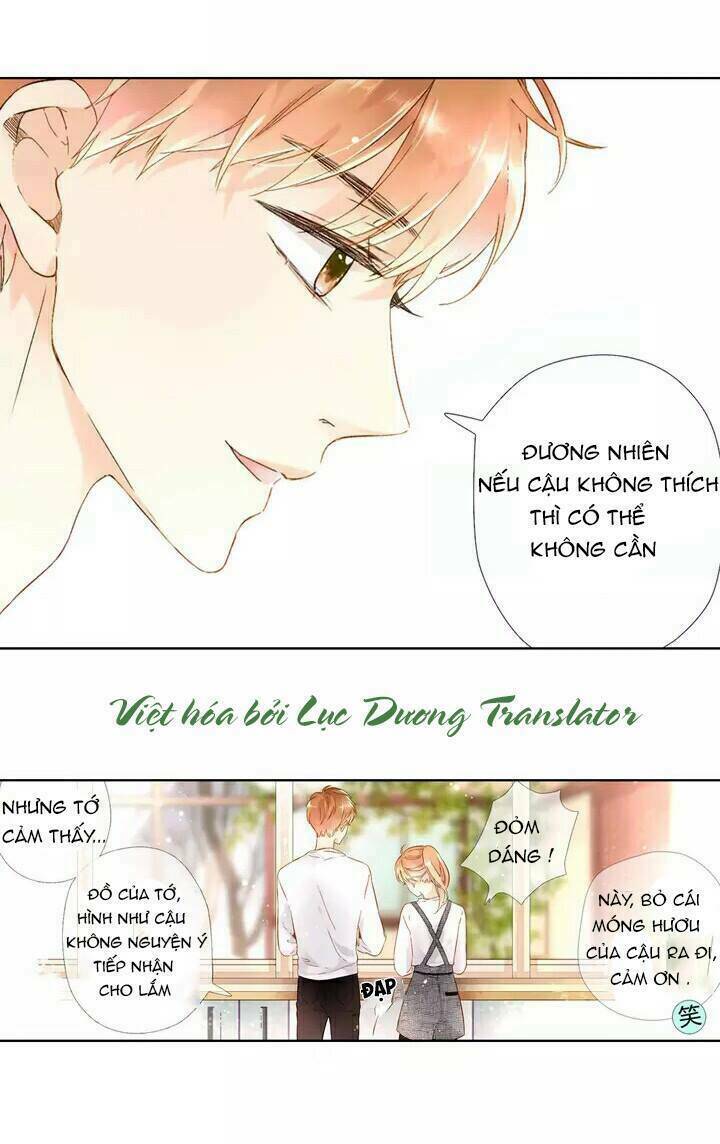 ĐƯƠNG NHIÊN
NẾU CẬU KHÔNG THÍCH
THÌ CÓ THỂ
KHÔNG CẦN
Việt hóa bởi Lục Dương Translator
NHƯNG TỚ
CẢM THẤY...
ĐỒ CỦA TỚ,
HÌNH NHƯ CẬU
KHÔNG NGUYỆN Ý
TIẾP NHẬN
CHO LẮM
ĐẠP
ĐỎM
DÁNG !
NÀY, BỎ CÁI
MÓNG HƯƠU
CỦA CẬU RA ĐI,
CẢM ƠN .
笑